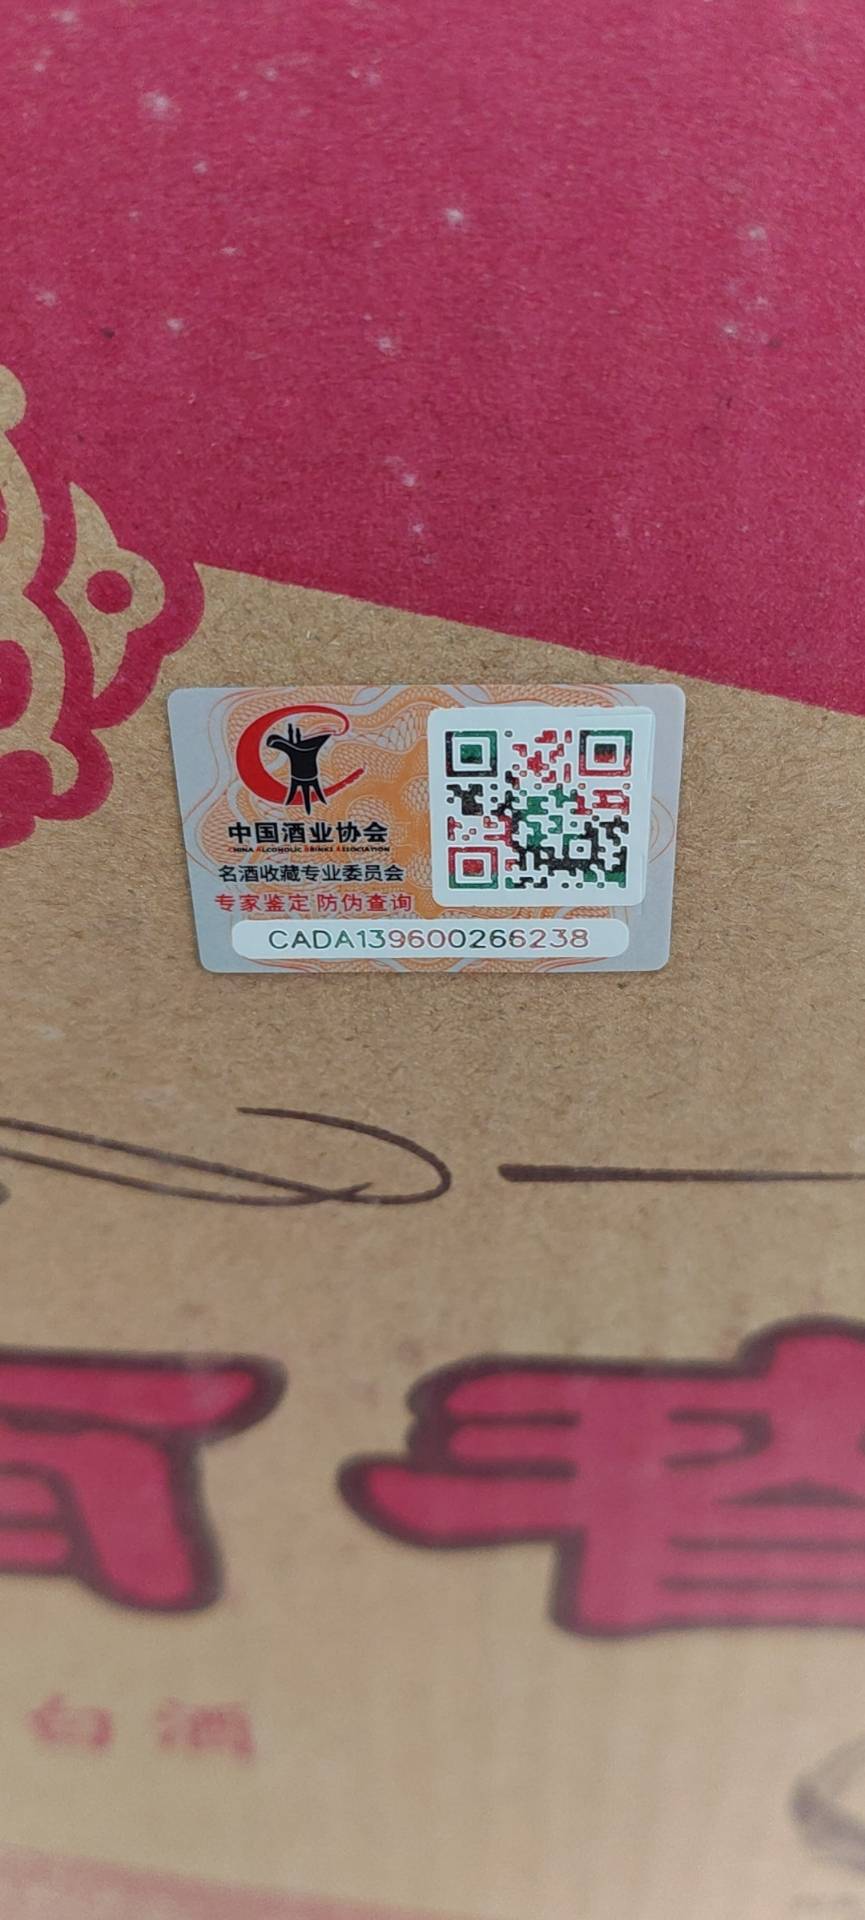 中国酒业协会
CHINA ALCOHOLIC DRINKS ASSOCIATION
名酒收藏专业委员会
专家鉴定 防伪查询
CADA139600266238
白酒